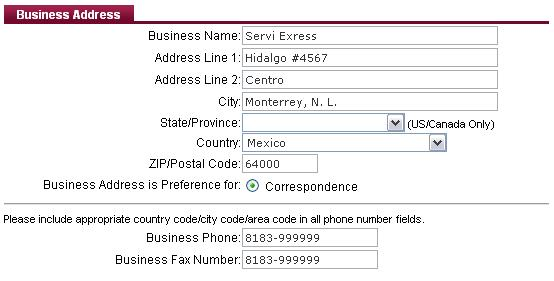 Business Address
Business Name: Servi Exress
Address Line 1: Hidalgo #4567
Address Line 2: Centro
City: Monterrey, N. L.
State/Province: (US/Canada Only)
Country: Mexico
ZIP/Postal Code: 64000
Business Address is Preference for: Correspondence
Please include appropriate country code/city code/area code in all phone number fields.
Business Phone: 8183-999999
Business Fax Number: 8183-999999